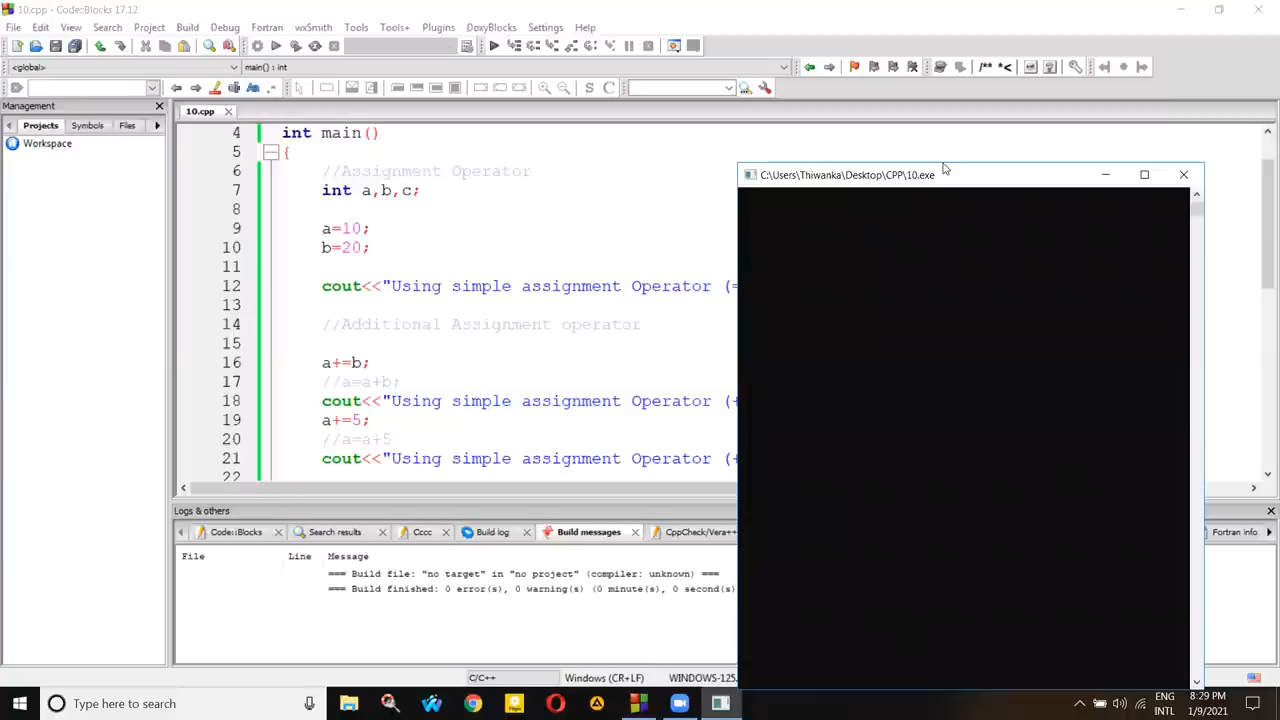 10.cpp - Code::Blocks 17.12
File Edit View Search Project Build Debug Fortran wxSmith Tools Tools+ Plugins DoxyBlocks Settings Help
<global> main() : int
Management
Projects Symbols Files
Workspace
10.cpp
4 int main()
5 {
6 //Assignment Operator
7 int a,b,c;
8
9 a=10;
10 b=20;
11
12 cout<<"Using simple assignment Operator (=
13
14 //Additional Assignment operator
15
16 a+=b;
17 //a=a+b;
18 cout<<"Using simple assignment Operator (+
19 a+=5;
20 //a=a+5
21 cout<<"Using simple assignment Operator (+
22
C:\Users\Thiwanka\Desktop\CPP\10.exe
Logs & others
Code::Blocks Search results Cccc Build log Build messages CppCheck/Vera++ Fortran info
File Line Message
=== Build file: "no target" in "no project" (compiler: unknown) ===
=== Build finished: 0 error(s), 0 warning(s) (0 minute(s), 0 second(s)
C/C++ Windows (CR+LF) WINDOWS-125
Type here to search
ENG 8:29 PM
INTL 1/9/2021